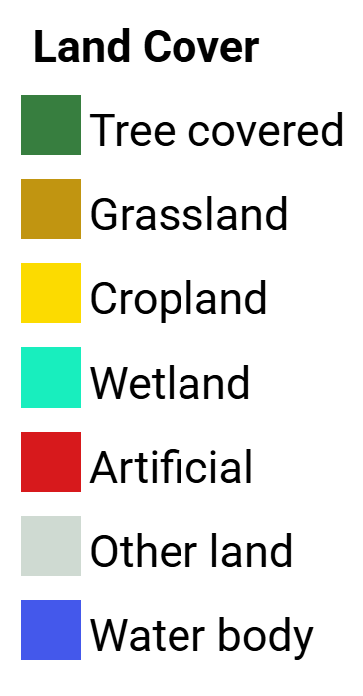 Land Cover
Tree covered
Grassland
Cropland
Wetland
Artificial
Other land
Water body